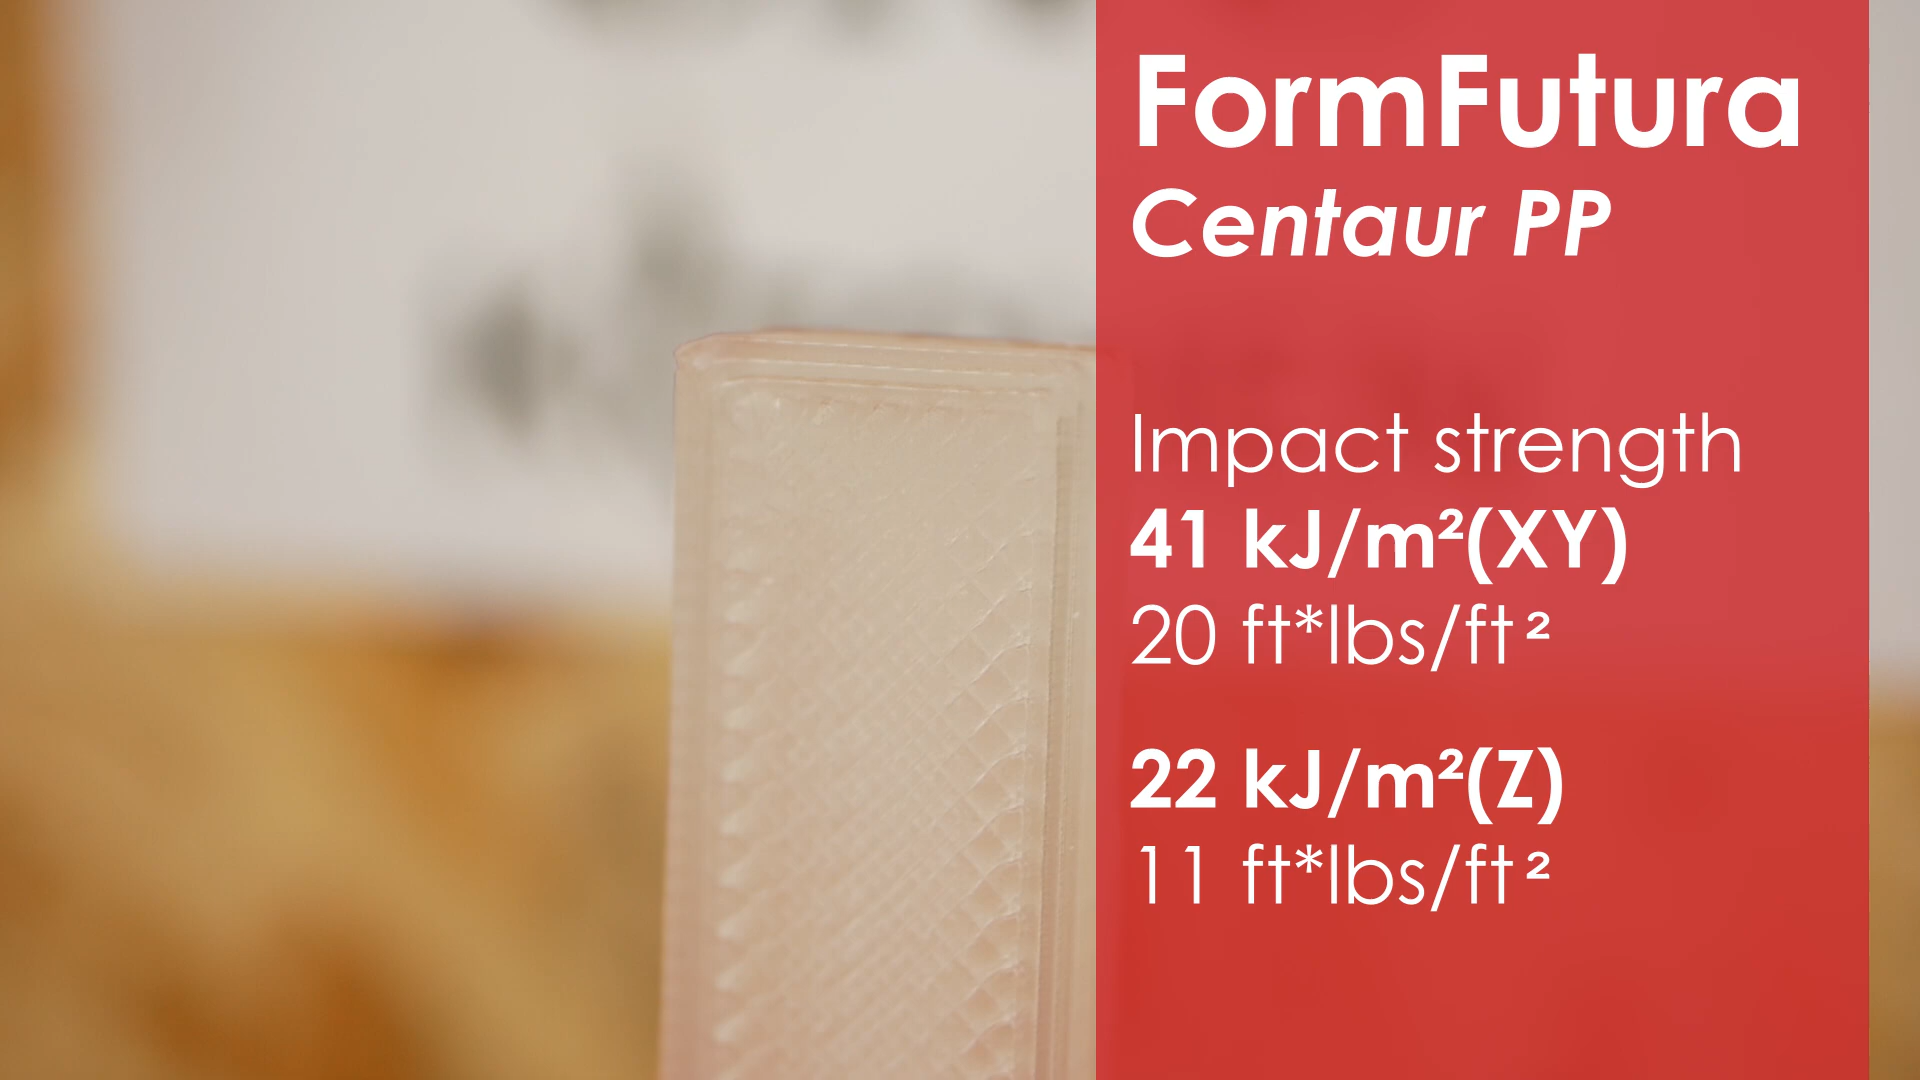 FormFutura
Centaur PP
Impact strength
41 kJ/m²(XY)
20 ft*lbs/ft²
22 kJ/m²(Z)
11 ft*lbs/ft²